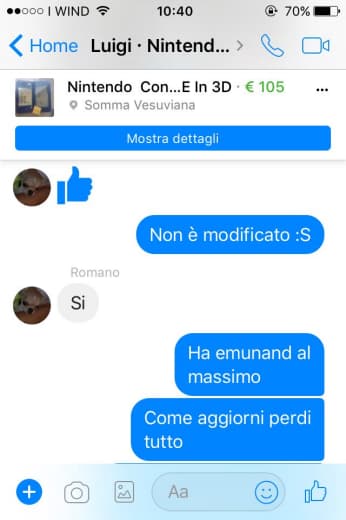 I WIND 10:40 70%
Home Luigi · Nintend...
Nintendo Con...E In 3D · € 105
Somma Vesuviana
Mostra dettagli
Non è modificato :S
Romano
Si
Ha emunand al
massimo
Come aggiorni perdi
tutto
Aa